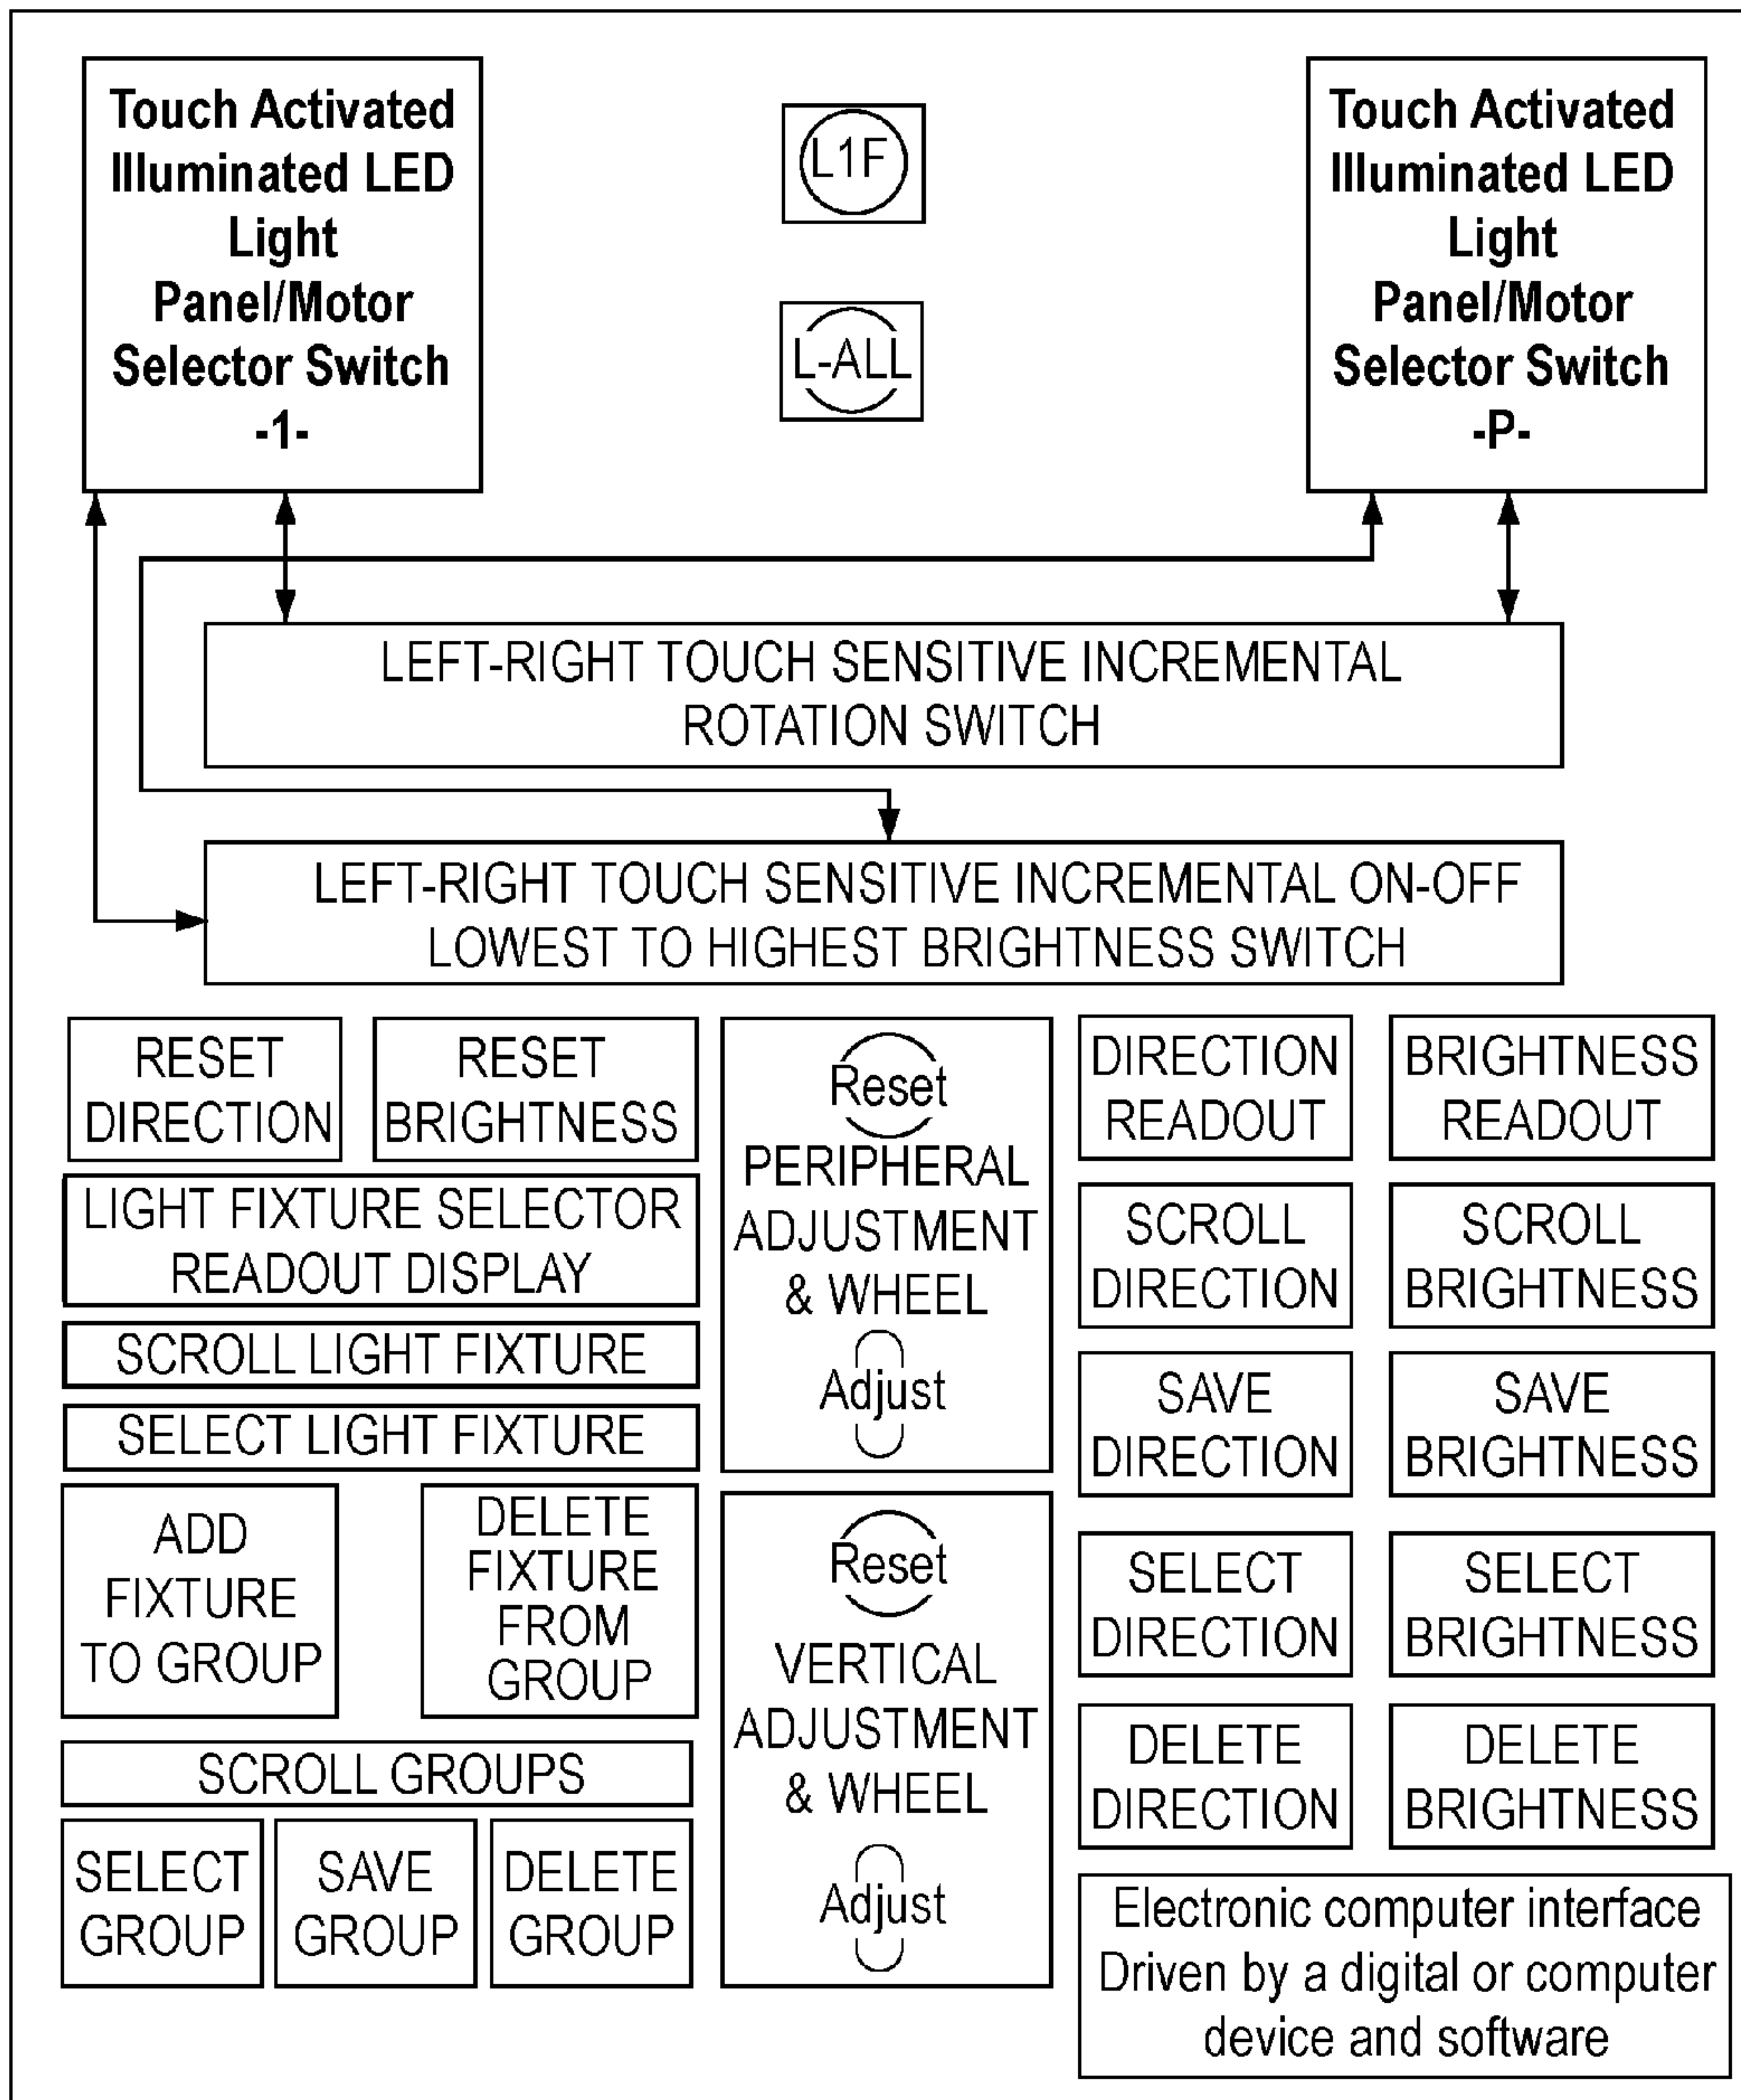 Touch Activated
Illuminated LED
Light
Panel/Motor
Selector Switch
-1-
L1F
L-ALL
Touch Activated
Illuminated LED
Light
Panel/Motor
Selector Switch
-P-
LEFT-RIGHT TOUCH SENSITIVE INCREMENTAL
ROTATION SWITCH
LEFT-RIGHT TOUCH SENSITIVE INCREMENTAL ON-OFF
LOWEST TO HIGHEST BRIGHTNESS SWITCH
RESET
DIRECTION
RESET
BRIGHTNESS
LIGHT FIXTURE SELECTOR
READOUT DISPLAY
SCROLL LIGHT FIXTURE
SELECT LIGHT FIXTURE
ADD
FIXTURE
TO GROUP
DELETE
FIXTURE
FROM
GROUP
SCROLL GROUPS
SELECT
GROUP
SAVE
GROUP
DELETE
GROUP
Reset
PERIPHERAL
ADJUSTMENT
& WHEEL
Adjust
Reset
VERTICAL
ADJUSTMENT
& WHEEL
Adjust
DIRECTION
READOUT
BRIGHTNESS
READOUT
SCROLL
DIRECTION
SCROLL
BRIGHTNESS
SAVE
DIRECTION
SAVE
BRIGHTNESS
SELECT
DIRECTION
SELECT
BRIGHTNESS
DELETE
DIRECTION
DELETE
BRIGHTNESS
Electronic computer interface
Driven by a digital or computer
device and software